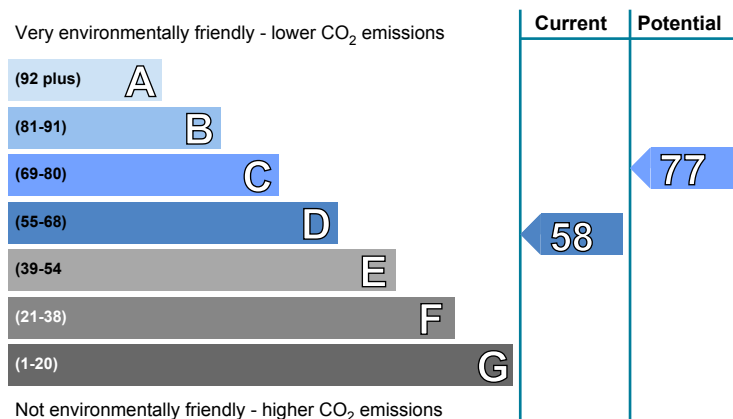 Very environmentally friendly - lower CO2 emissions
Current Potential
(92 plus) A
(81-91) B
(69-80) C
77
(55-68) D
58
(39-54 E
(21-38) F
(1-20) G
Not environmentally friendly - higher CO2 emissions